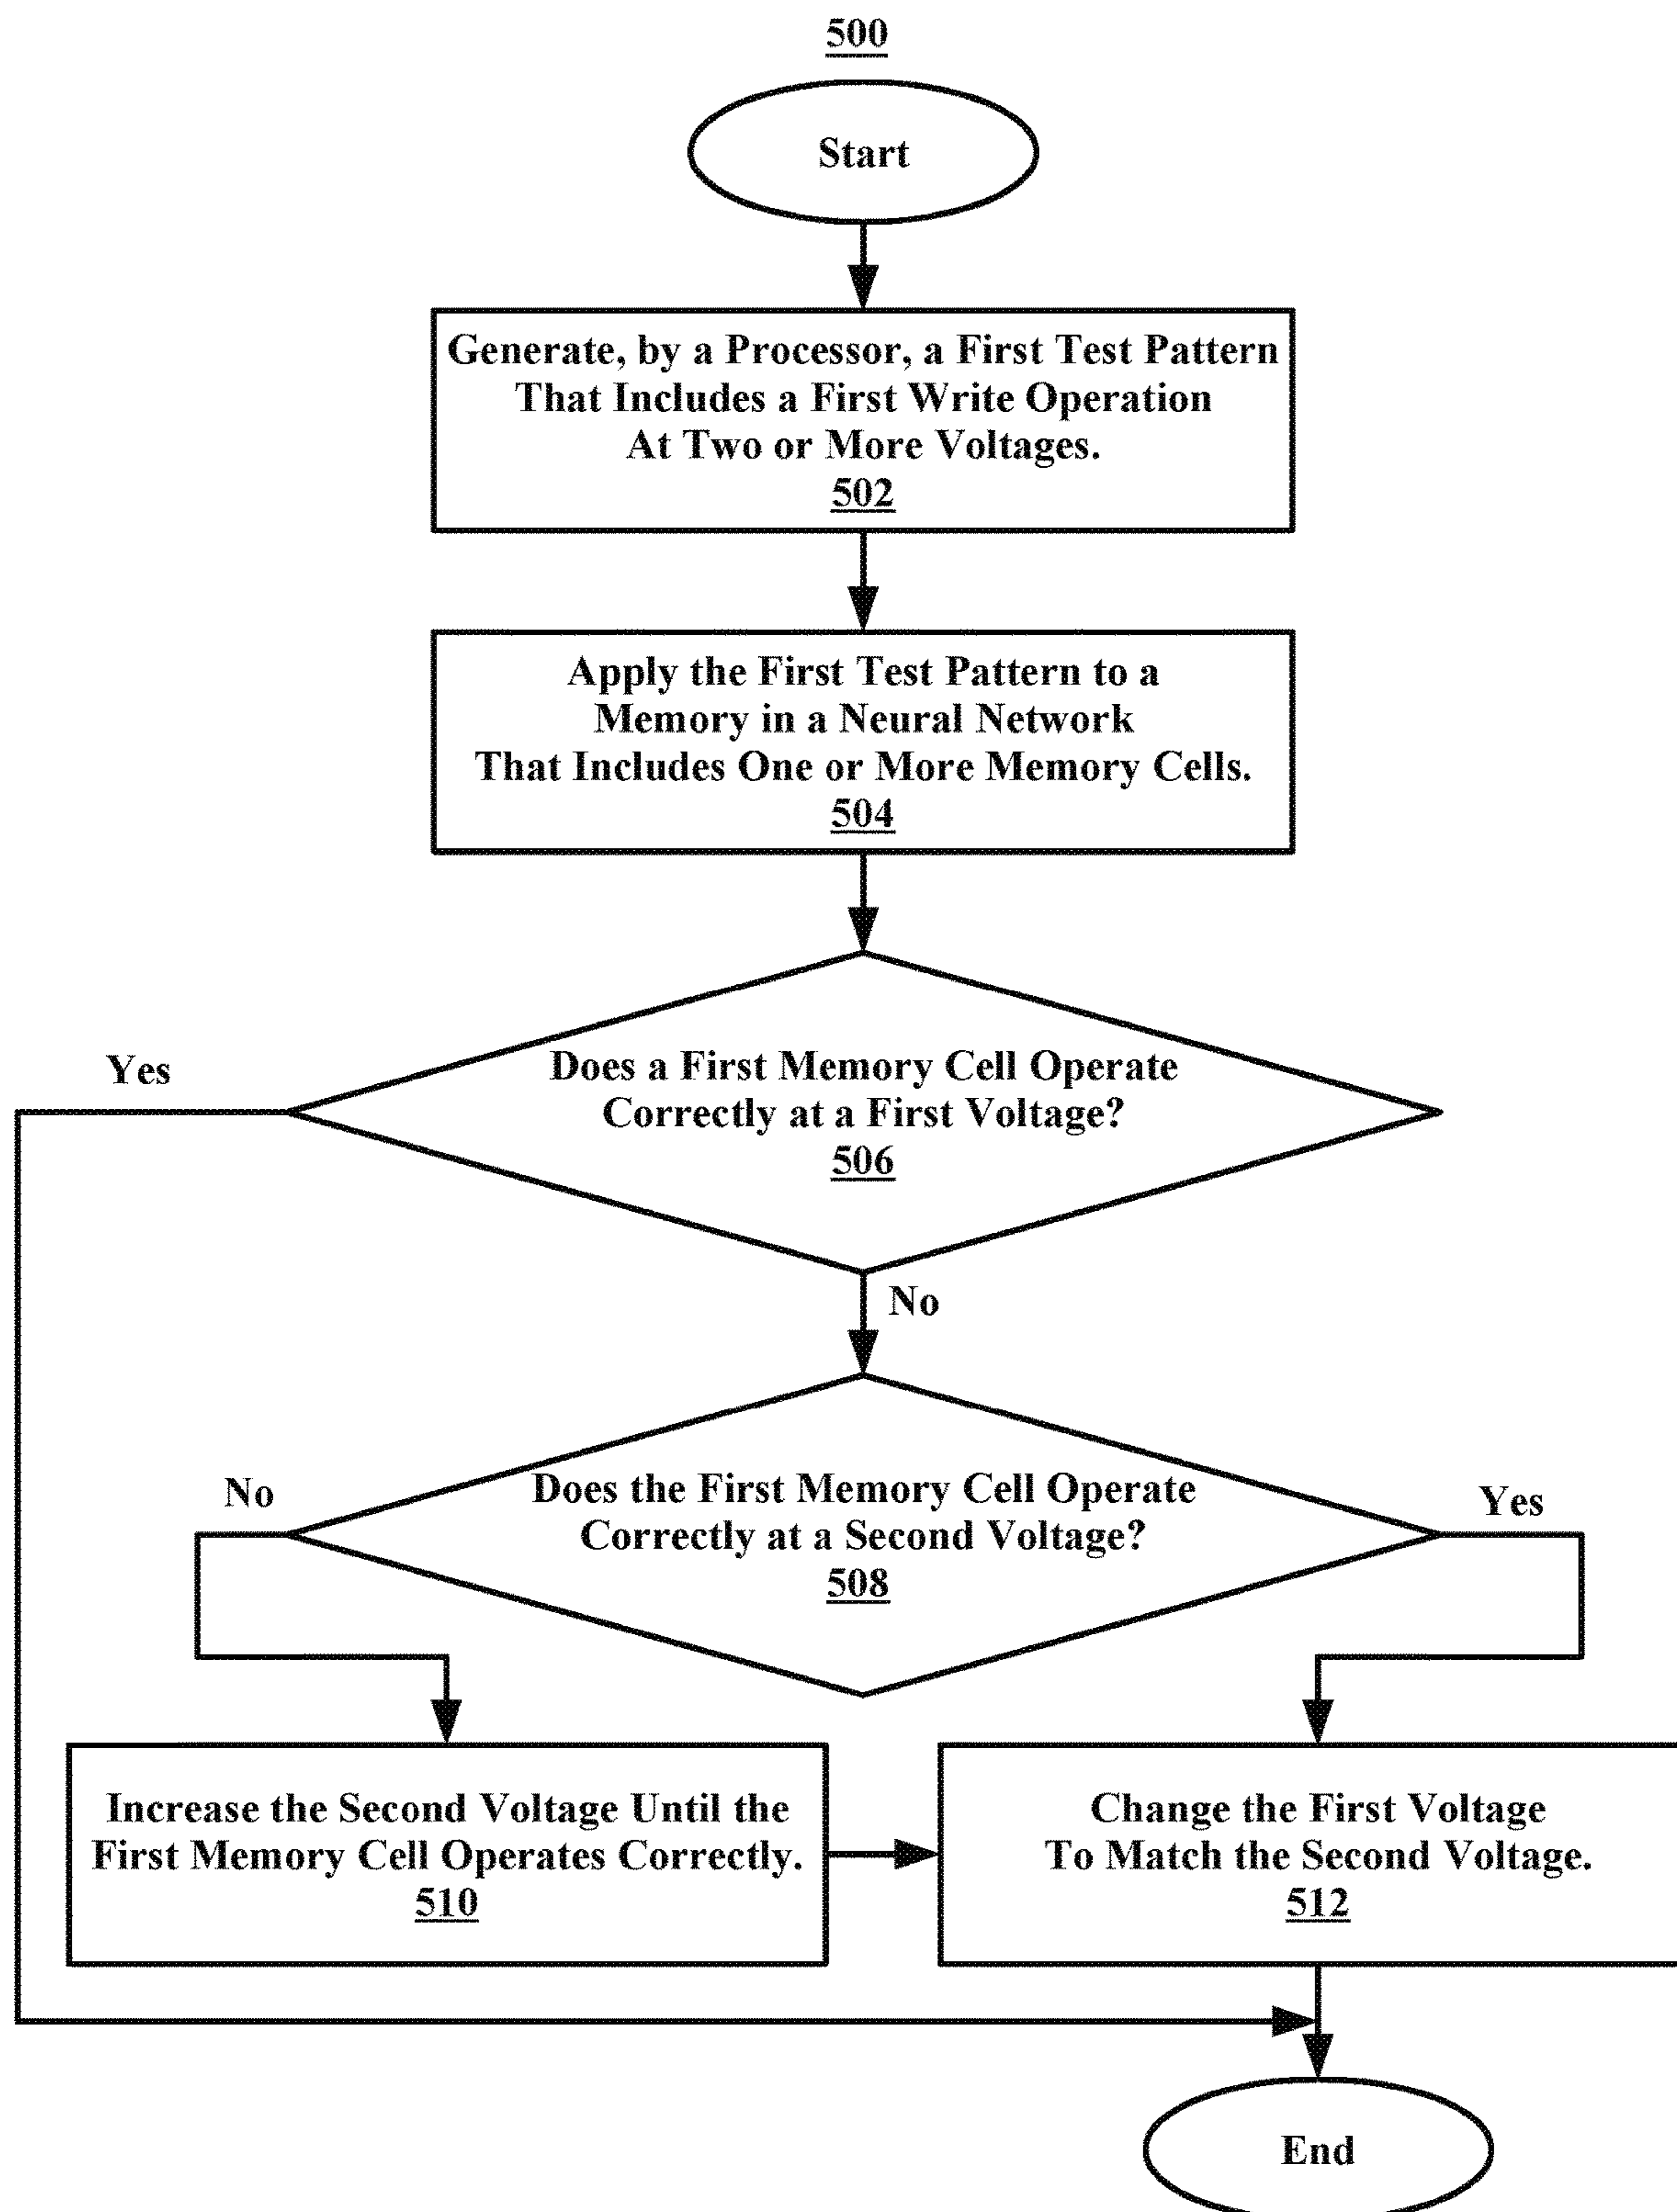 500
Start
Generate, by a Processor, a First Test Pattern
That Includes a First Write Operation
At Two or More Voltages.
502
Apply the First Test Pattern to a
Memory in a Neural Network
That Includes One or More Memory Cells.
504
Yes
Does a First Memory Cell Operate
Correctly at a First Voltage?
506
No
No
Does the First Memory Cell Operate
Correctly at a Second Voltage?
508
Yes
Increase the Second Voltage Until the
First Memory Cell Operates Correctly.
510
Change the First Voltage
To Match the Second Voltage.
512
End